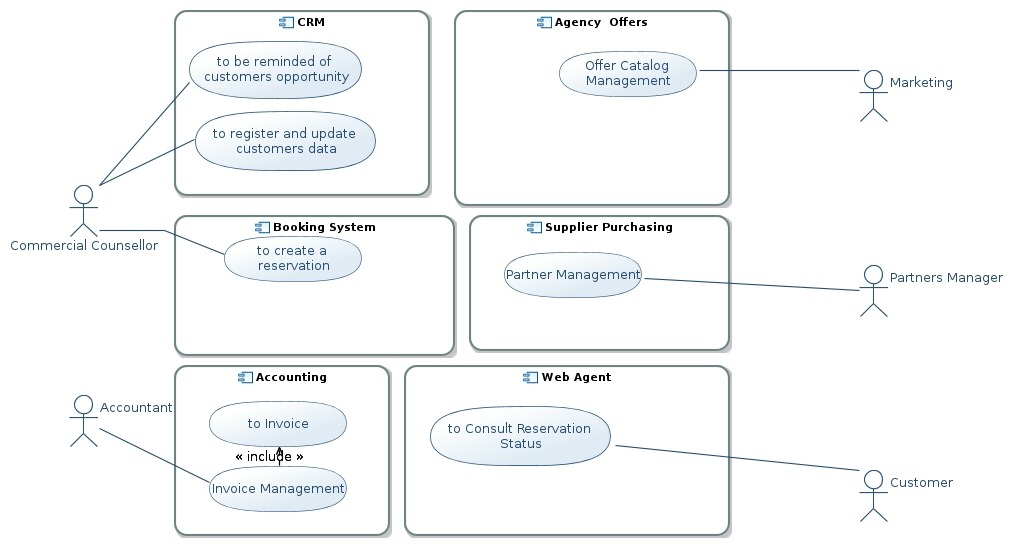 CRM
to be reminded of
customers opportunity
to register and update
customers data
Agency  Offers
Offer Catalog
Management
Marketing
Commercial Counsellor
Booking System
to create a
reservation
Supplier Purchasing
Partner Management
Partners Manager
Accountant
Accounting
to Invoice
« include »
Invoice Management
Web Agent
to Consult Reservation
Status
Customer